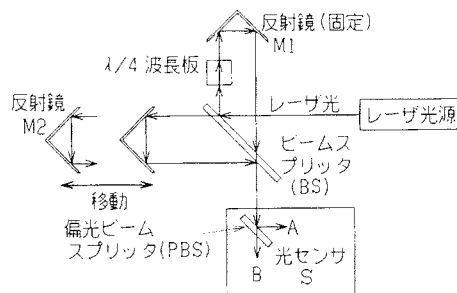 反射鏡(固定)
M1
λ/4 波長板
反射鏡
M2
レーザ光
レーザ光源
ビームス
プリッタ
(BS)
移動
偏光ビーム
スプリッタ(PBS)
A
光センサ
S
B